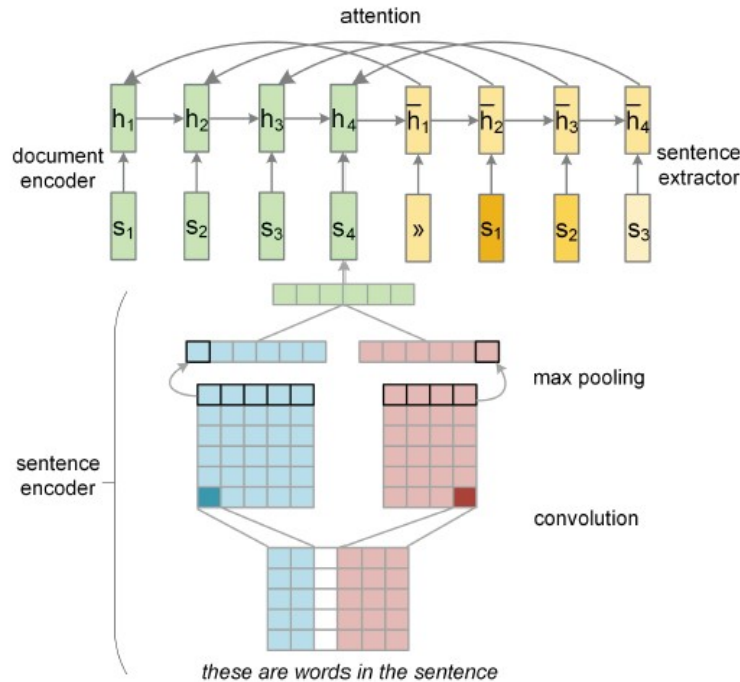 attention
h₁ h₂ h₃ h₄ h̅₁ h̅₂ h̅₃ h̅₄
document
encoder
sentence
extractor
s₁ s₂ s₃ s₄ » s₁ s₂ s₃
max pooling
sentence
encoder
convolution
these are words in the sentence